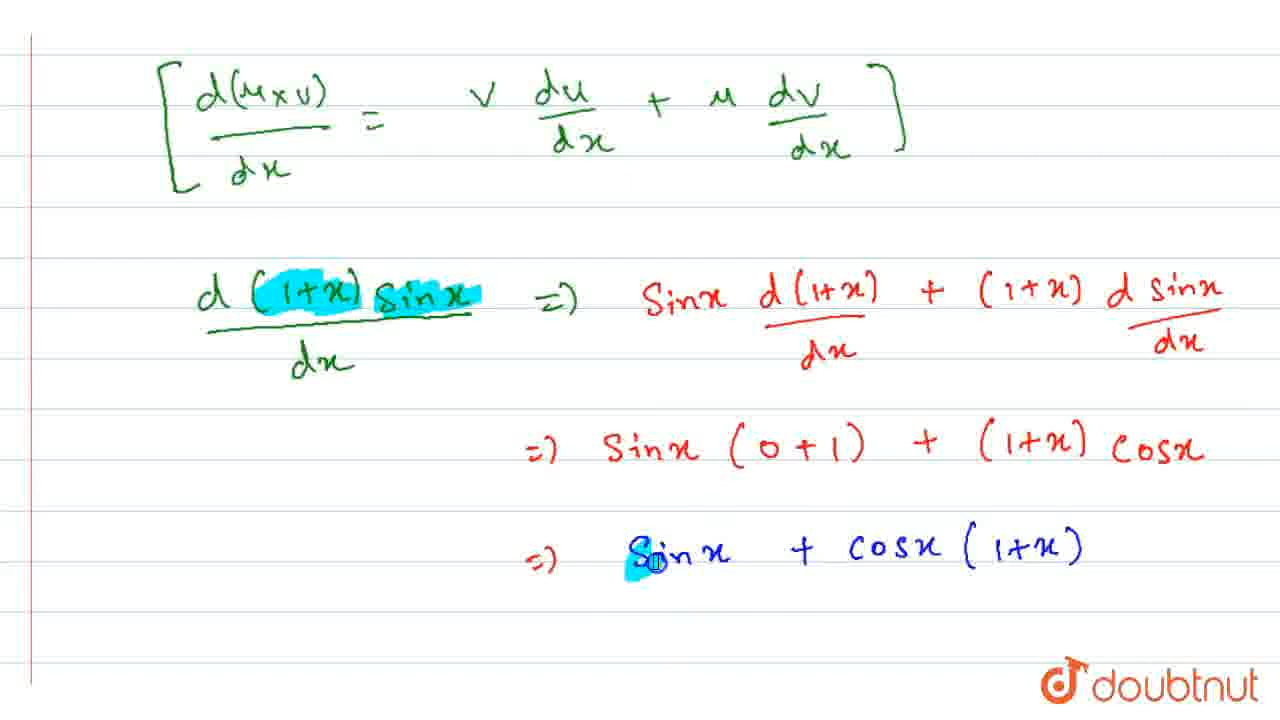 [ d(u×v)/dx = v du/dx + u dv/dx ]
d (1+x) sinx/dx => Sinx d(1+x)/dx + (1+x) d sinx/dx
=> Sinx (0+1) + (1+x) cosx
=> Sinx + cosx (1+x)
doubtnut